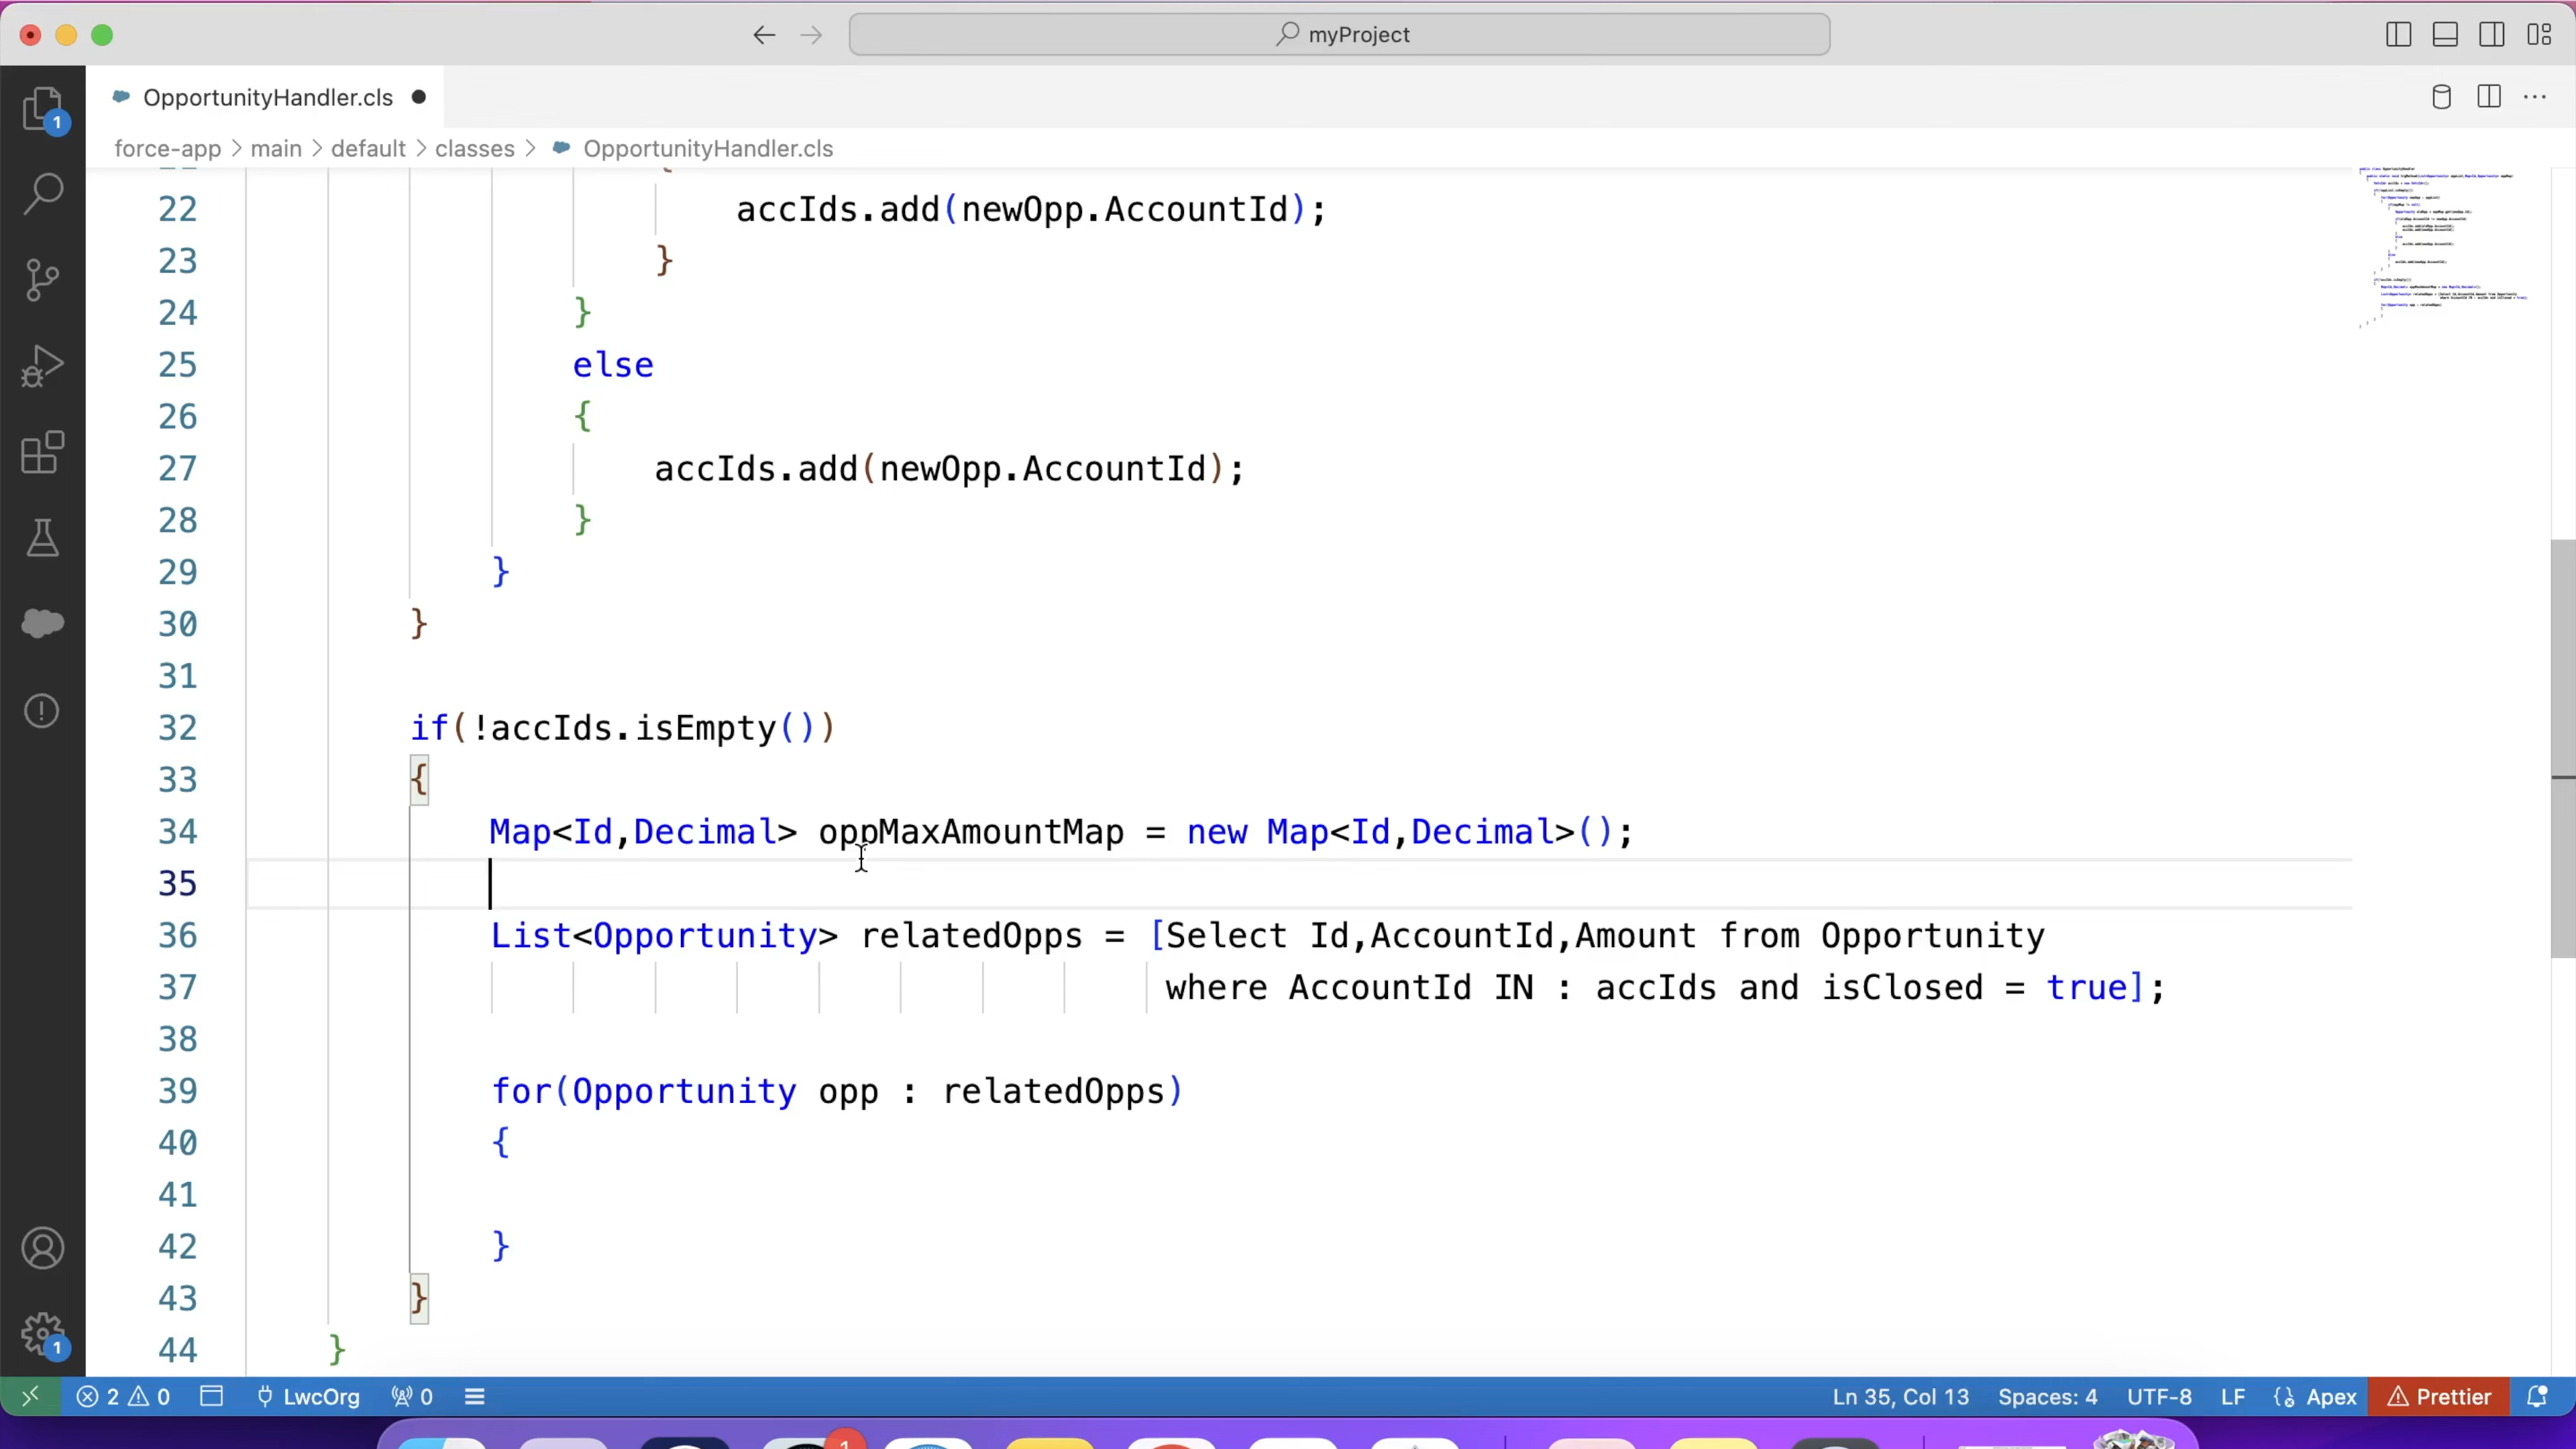 myProject
OpportunityHandler.cls
force-app > main > default > classes > OpportunityHandler.cls
22 accIds.add(newOpp.AccountId);
23 }
24 }
25 else
26 {
27 accIds.add(newOpp.AccountId);
28 }
29 }
30 }
31
32 if(!accIds.isEmpty())
33 {
34 Map<Id,Decimal> oppMaxAmountMap = new Map<Id,Decimal>();
35
36 List<Opportunity> relatedOpps = [Select Id,AccountId,Amount from Opportunity
37 where AccountId IN : accIds and isClosed = true];
38
39 for(Opportunity opp : relatedOpps)
40 {
41
42 }
43 }
44 }
1
1
2 0 LwcOrg 0 Ln 35, Col 13 Spaces: 4 UTF-8 LF Apex Prettier
1